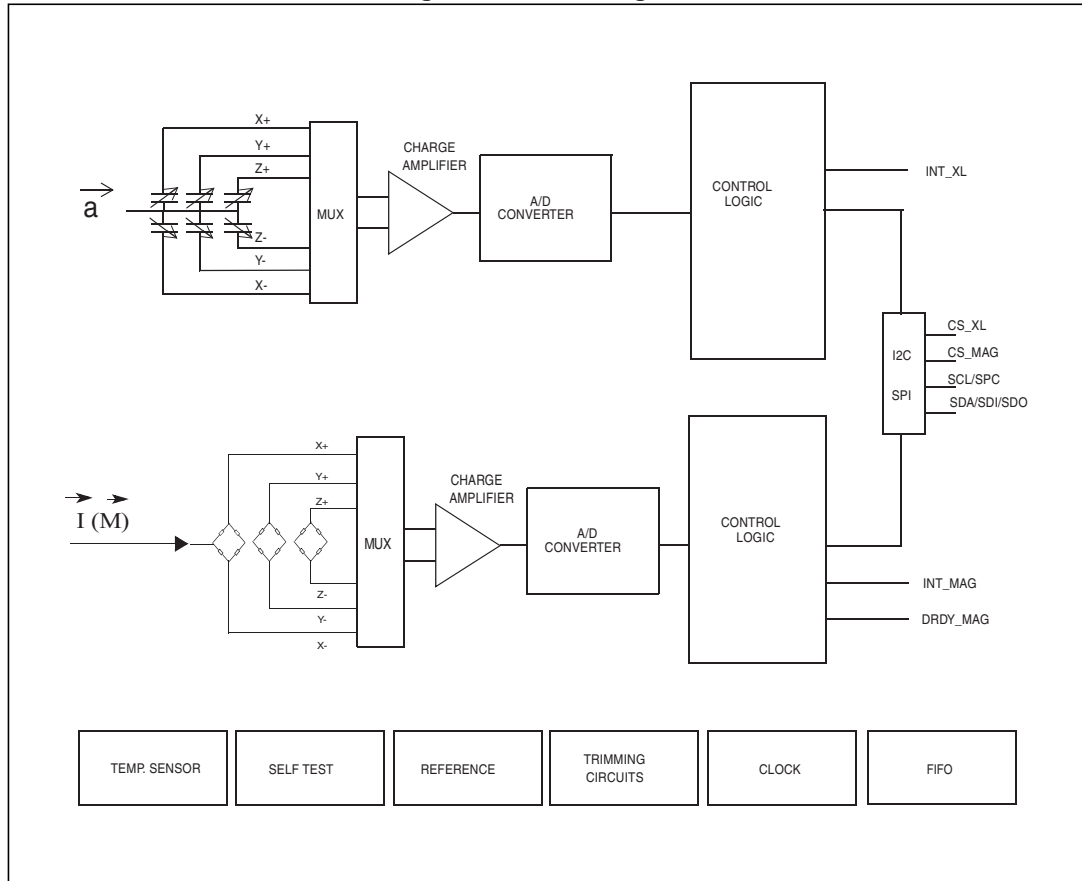 X+
Y+
Z+
a
Z-
Y-
X-
MUX
CHARGE
AMPLIFIER
A/D
CONVERTER
CONTROL
LOGIC
INT_XL
I2C
SPI
CS_XL
CS_MAG
SCL/SPC
SDA/SDI/SDO
X+
Y+
Z+
I (M)
Z-
Y-
X-
MUX
CHARGE
AMPLIFIER
A/D
CONVERTER
CONTROL
LOGIC
INT_MAG
DRDY_MAG
TEMP. SENSOR
SELF TEST
REFERENCE
TRIMMING
CIRCUITS
CLOCK
FIFO